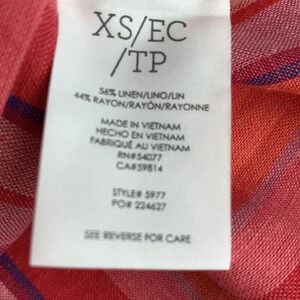 XS/EC
/TP
56% LINEN/LINO/LIN
44% RAYON/RAYÓN/RAYONNE
MADE IN VIETNAM
HECHO EN VIETNAM
FABRIQUÉ AU VIETNAM
RN#54077
CA#59814
STYLE# 5977
PO# 224627
SEE REVERSE FOR CARE